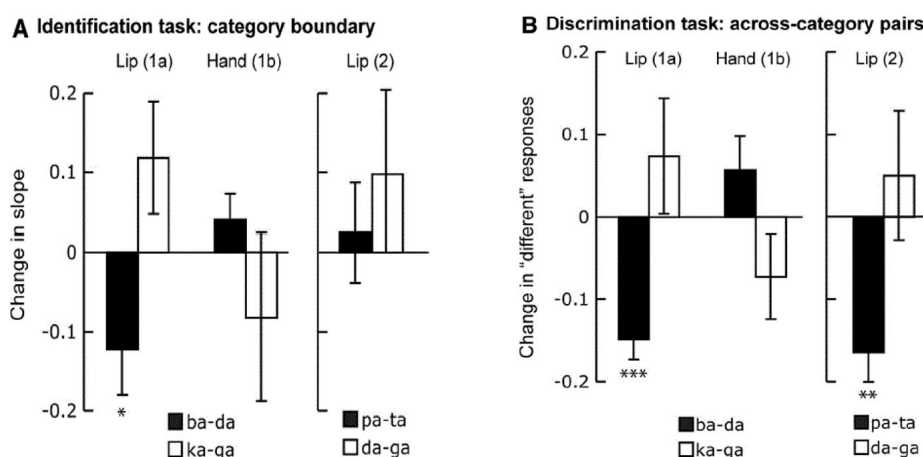 A Identification task: category boundary
Lip (1a) Hand (1b) Lip (2)
Change in slope
0.2
0.1
0
-0.1
-0.2
*
ba-da
ka-ga
pa-ta
da-ga
B Discrimination task: across-category pairs
Lip (1a) Hand (1b) Lip (2)
Change in "different" responses
0.2
0.1
0
-0.1
-0.2
***
**
ba-da
ka-ga
pa-ta
da-ga